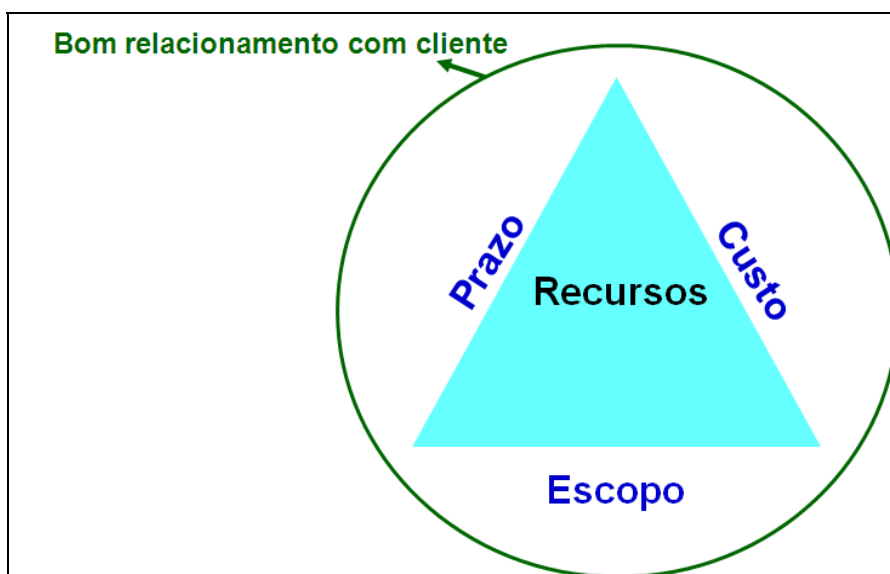 Bom relacionamento com cliente
Prazo
Custo
Recursos
Escopo